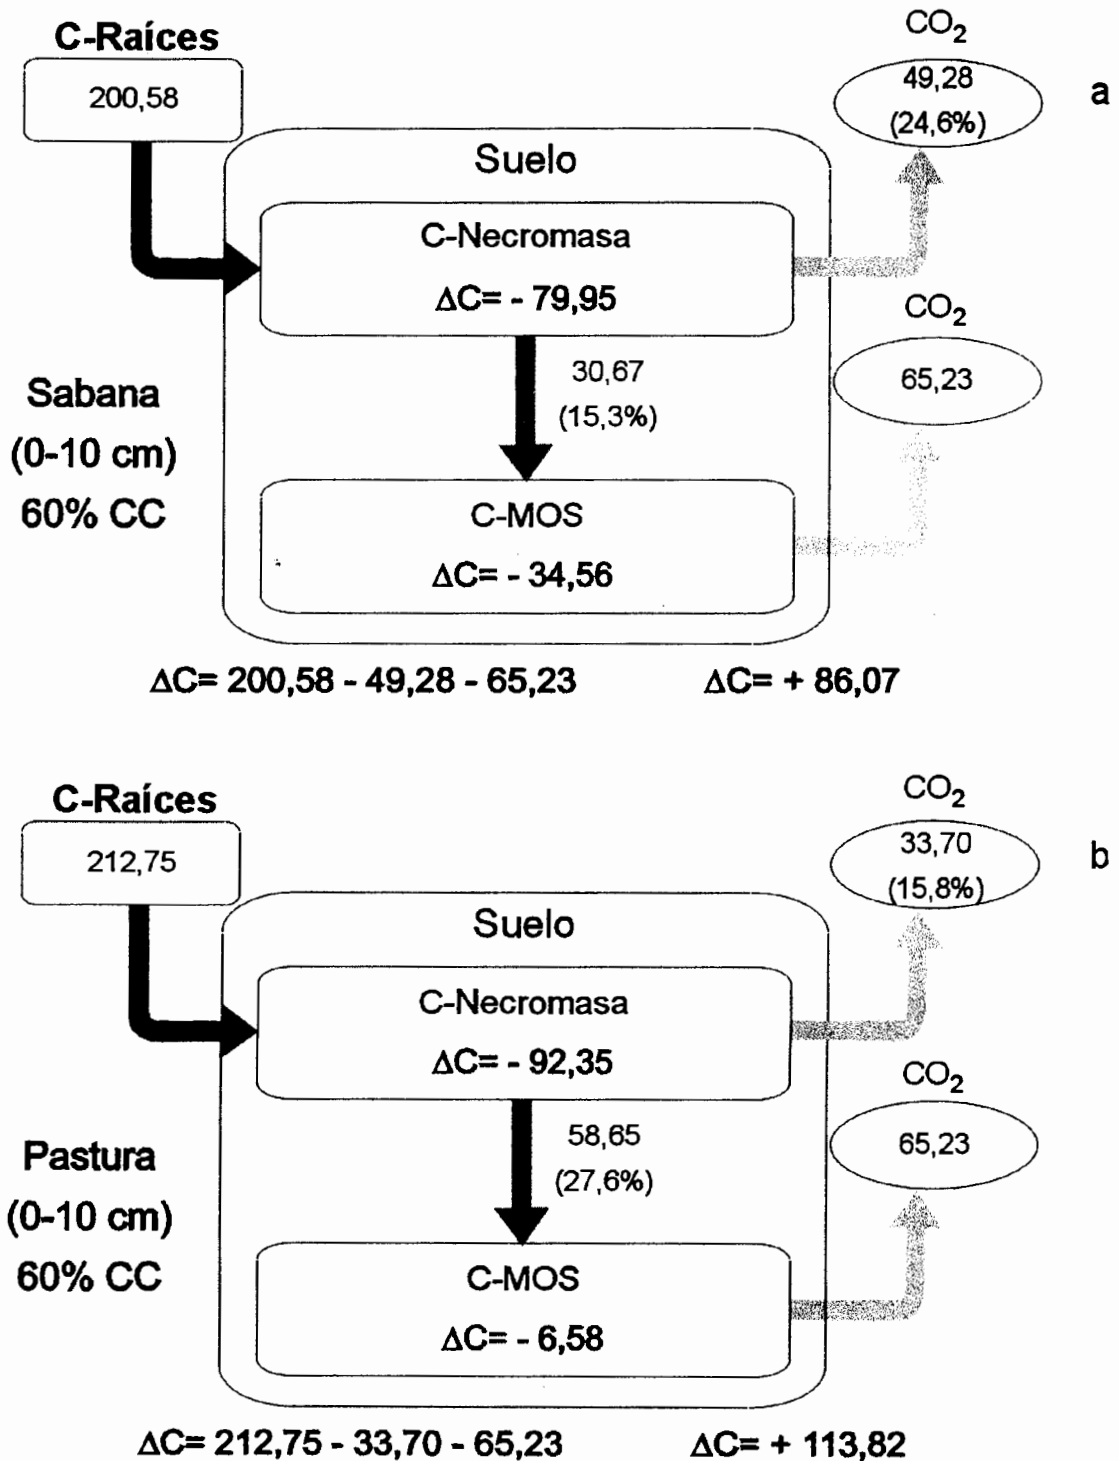 C-Raíces
200,58
CO2
49,28
(24,6%)
a
Suelo
C-Necromasa
ΔC= - 79,95
30,67
(15,3%)
CO2
65,23
Sabana
(0-10 cm)
60% CC
C-MOS
ΔC= - 34,56
ΔC= 200,58 - 49,28 - 65,23 ΔC= + 86,07
C-Raíces
212,75
CO2
33,70
(15,8%)
b
Suelo
C-Necromasa
ΔC= - 92,35
58,65
(27,6%)
CO2
65,23
Pastura
(0-10 cm)
60% CC
C-MOS
ΔC= - 6,58
ΔC= 212,75 - 33,70 - 65,23 ΔC= + 113,82